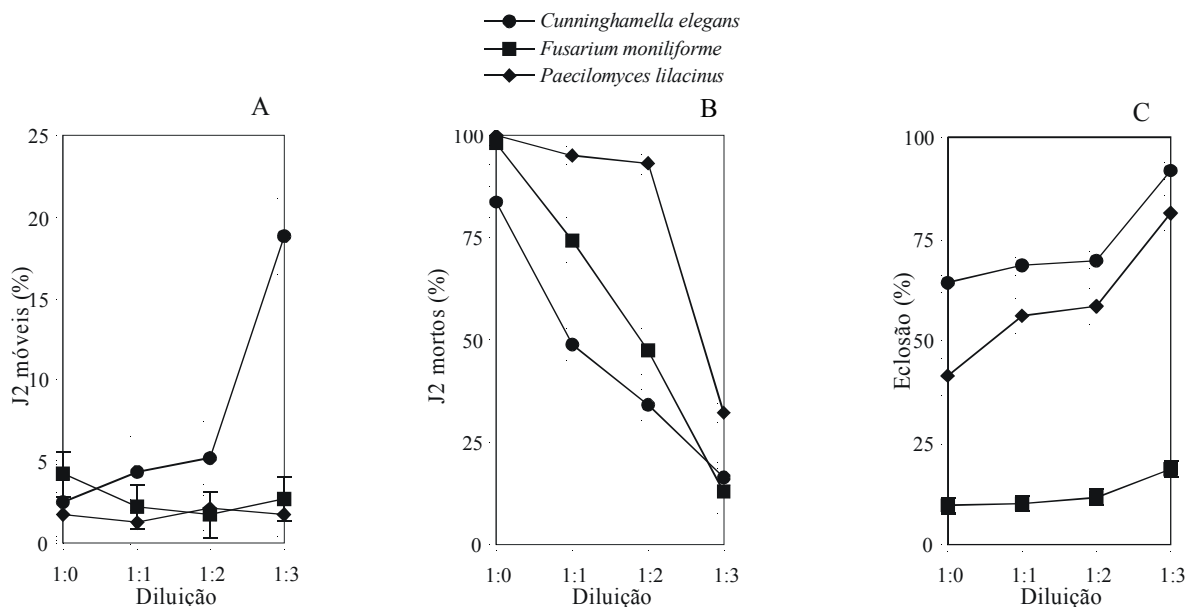 Cunninghamella elegans
Fusarium moniliforme
Paecilomyces lilacinus
A
25
20
15
10
5
0
J2 móveis (%)
1:0 1:1 1:2 1:3
Diluição
B
100
75
50
25
0
J2 mortos (%)
1:0 1:1 1:2 1:3
Diluição
C
100
75
50
25
0
Eclosão (%)
1:0 1:1 1:2 1:3
Diluição